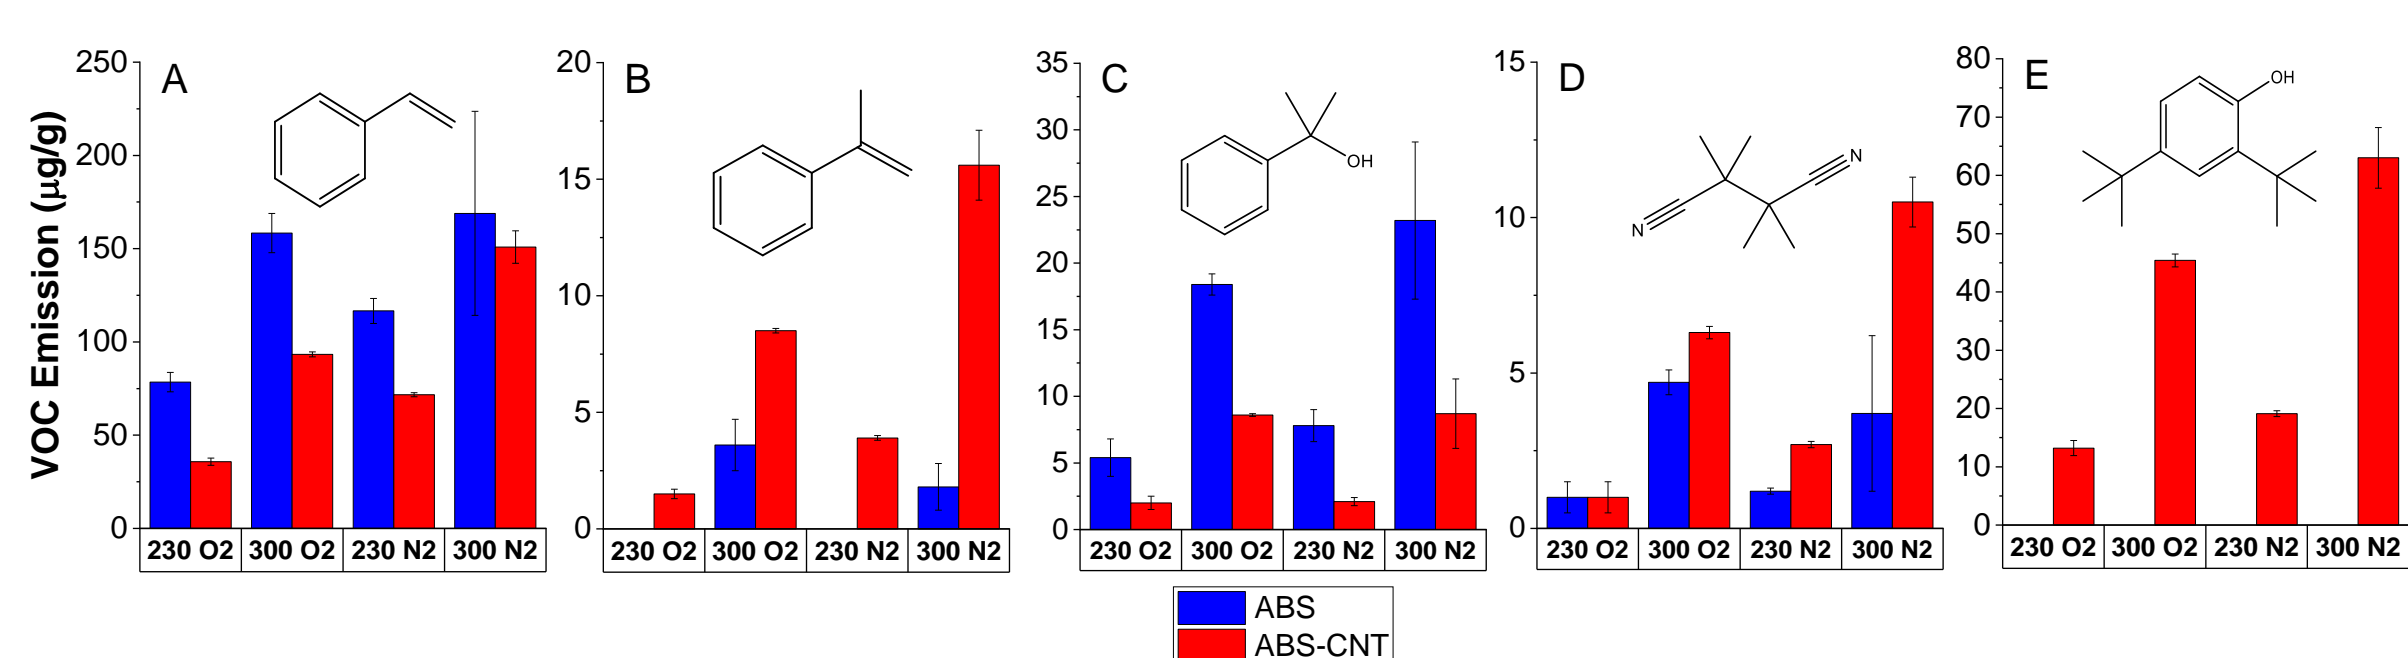 VOC Emission (µg/g)
A
250
200
150
100
50
0
230 O2 300 O2 230 N2 300 N2
B
20
15
10
5
0
230 O2 300 O2 230 N2 300 N2
C
OH
35
30
25
20
15
10
5
0
230 O2 300 O2 230 N2 300 N2
D
N
N
15
10
5
0
230 O2 300 O2 230 N2 300 N2
E
OH
80
70
60
50
40
30
20
10
0
230 O2 300 O2 230 N2 300 N2
ABS
ABS-CNT